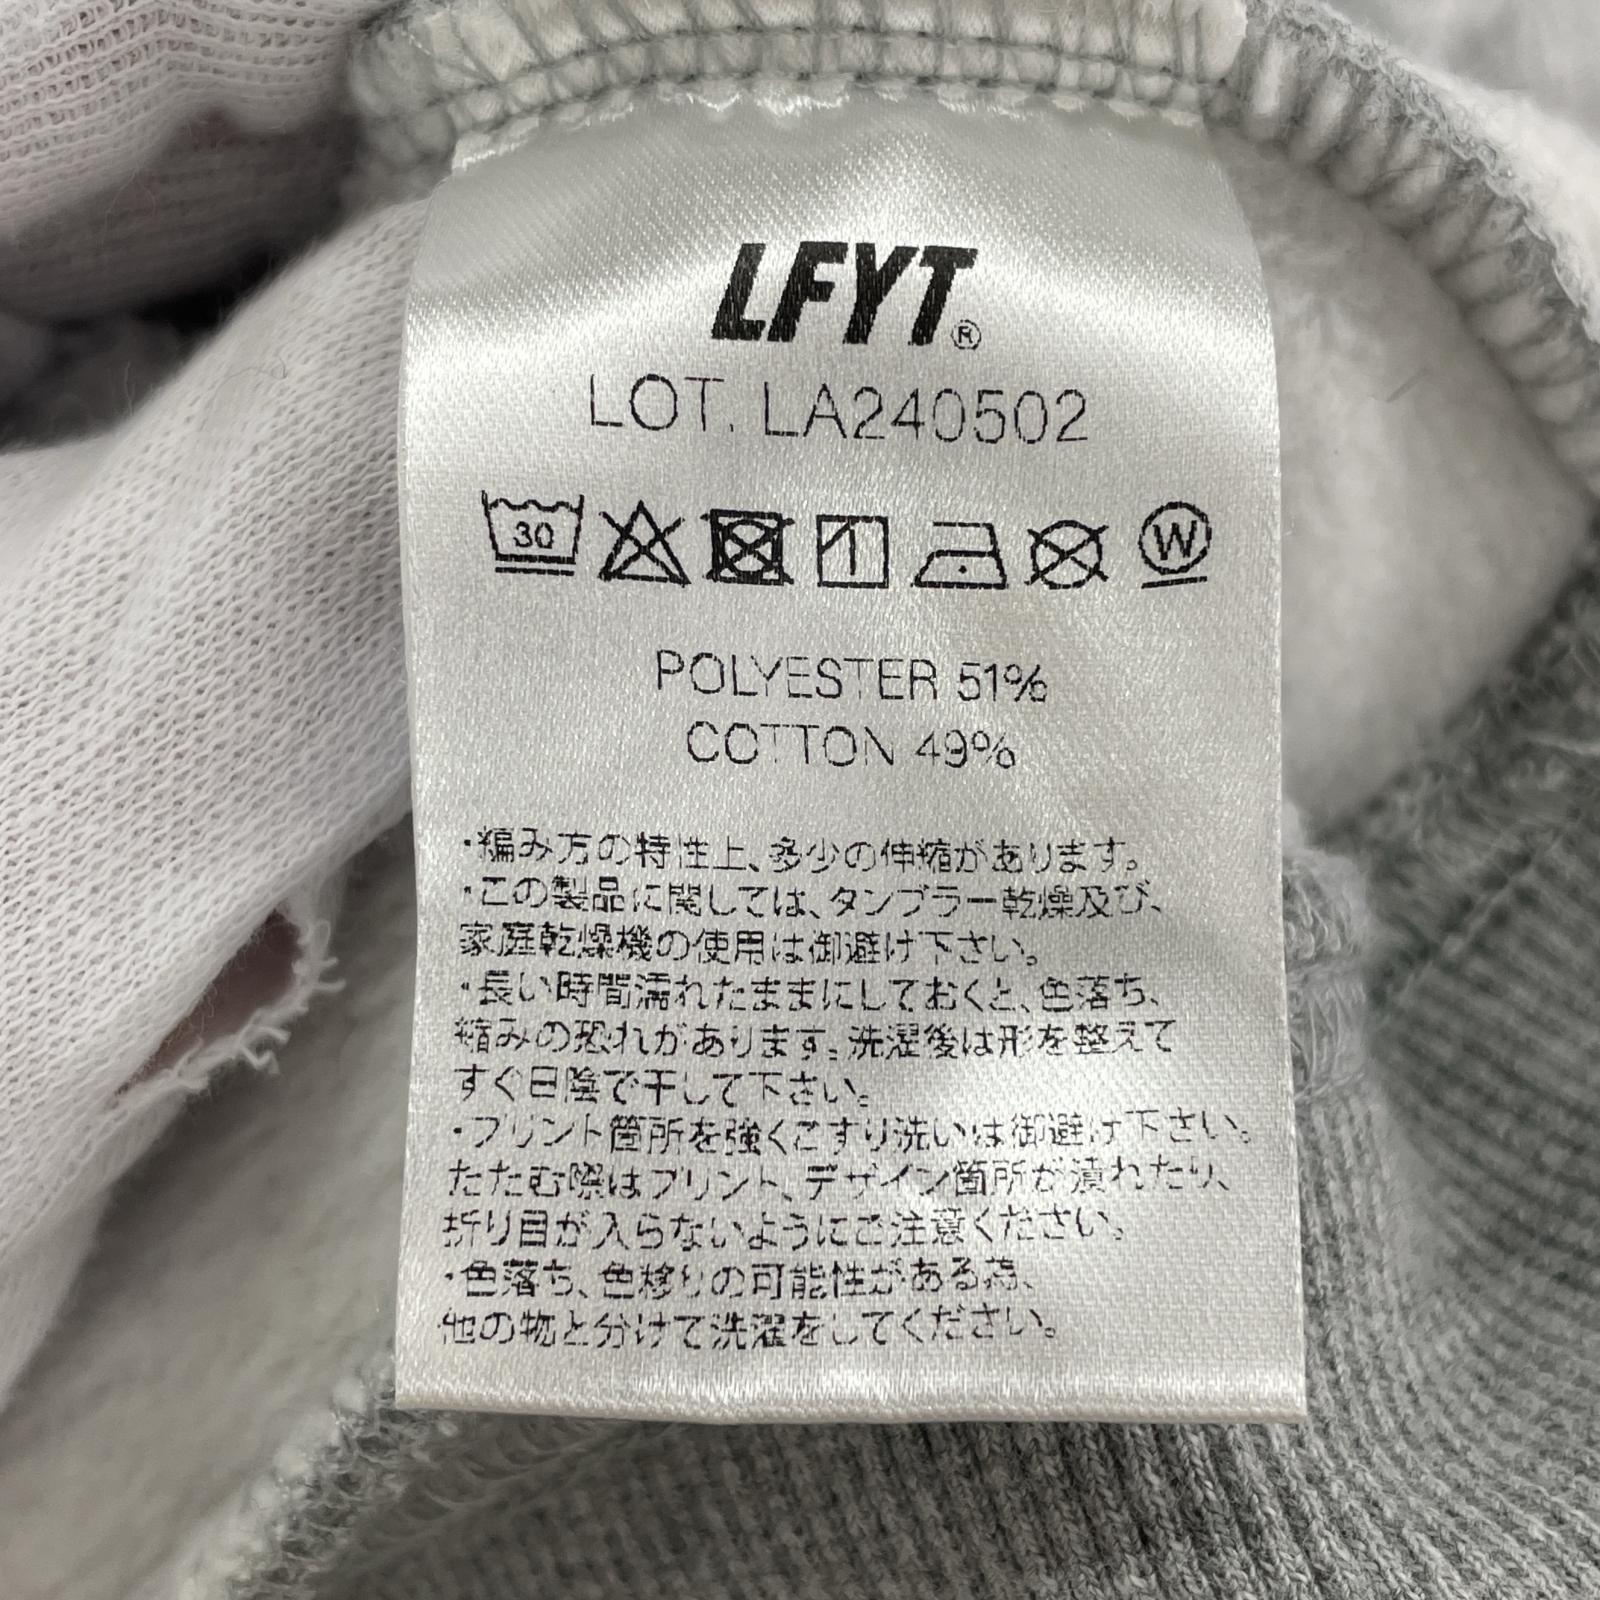 LFYT®
LOT. LA240502
30 W
POLYESTER 51%
COTTON 49%
・編み方の特性上、多少の伸縮があります。
・この製品に関しては、タンブラー乾燥及び、
家庭乾燥機の使用は御避け下さい。
・長い時間濡れたままにしておくと、色落ち、
縮みの恐れがあります。洗濯後は形を整えて
すぐ日陰で干して下さい。
・プリント箇所を強くこすり洗いは御避け下さい。
たたむ際はプリント、デザイン箇所が潰れたり、
折り目が入らないようにご注意ください。
・色落ち、色移りの可能性がある為、
他の物と分けて洗濯をしてください。